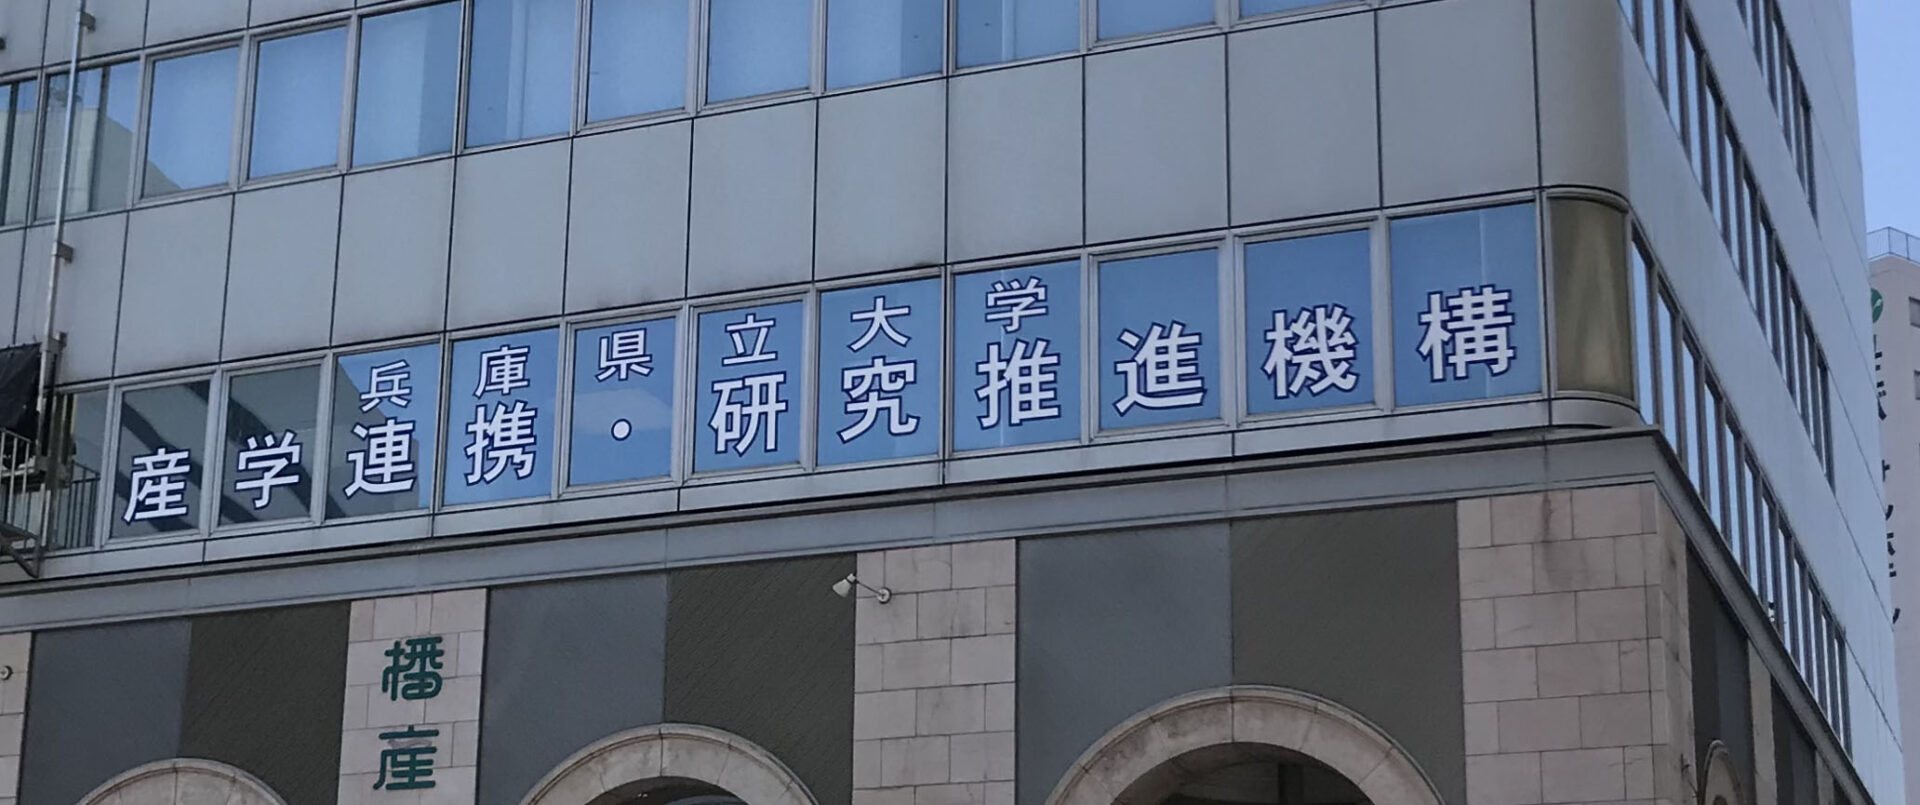 兵庫県立大学
産学連携・研究推進機構
播産